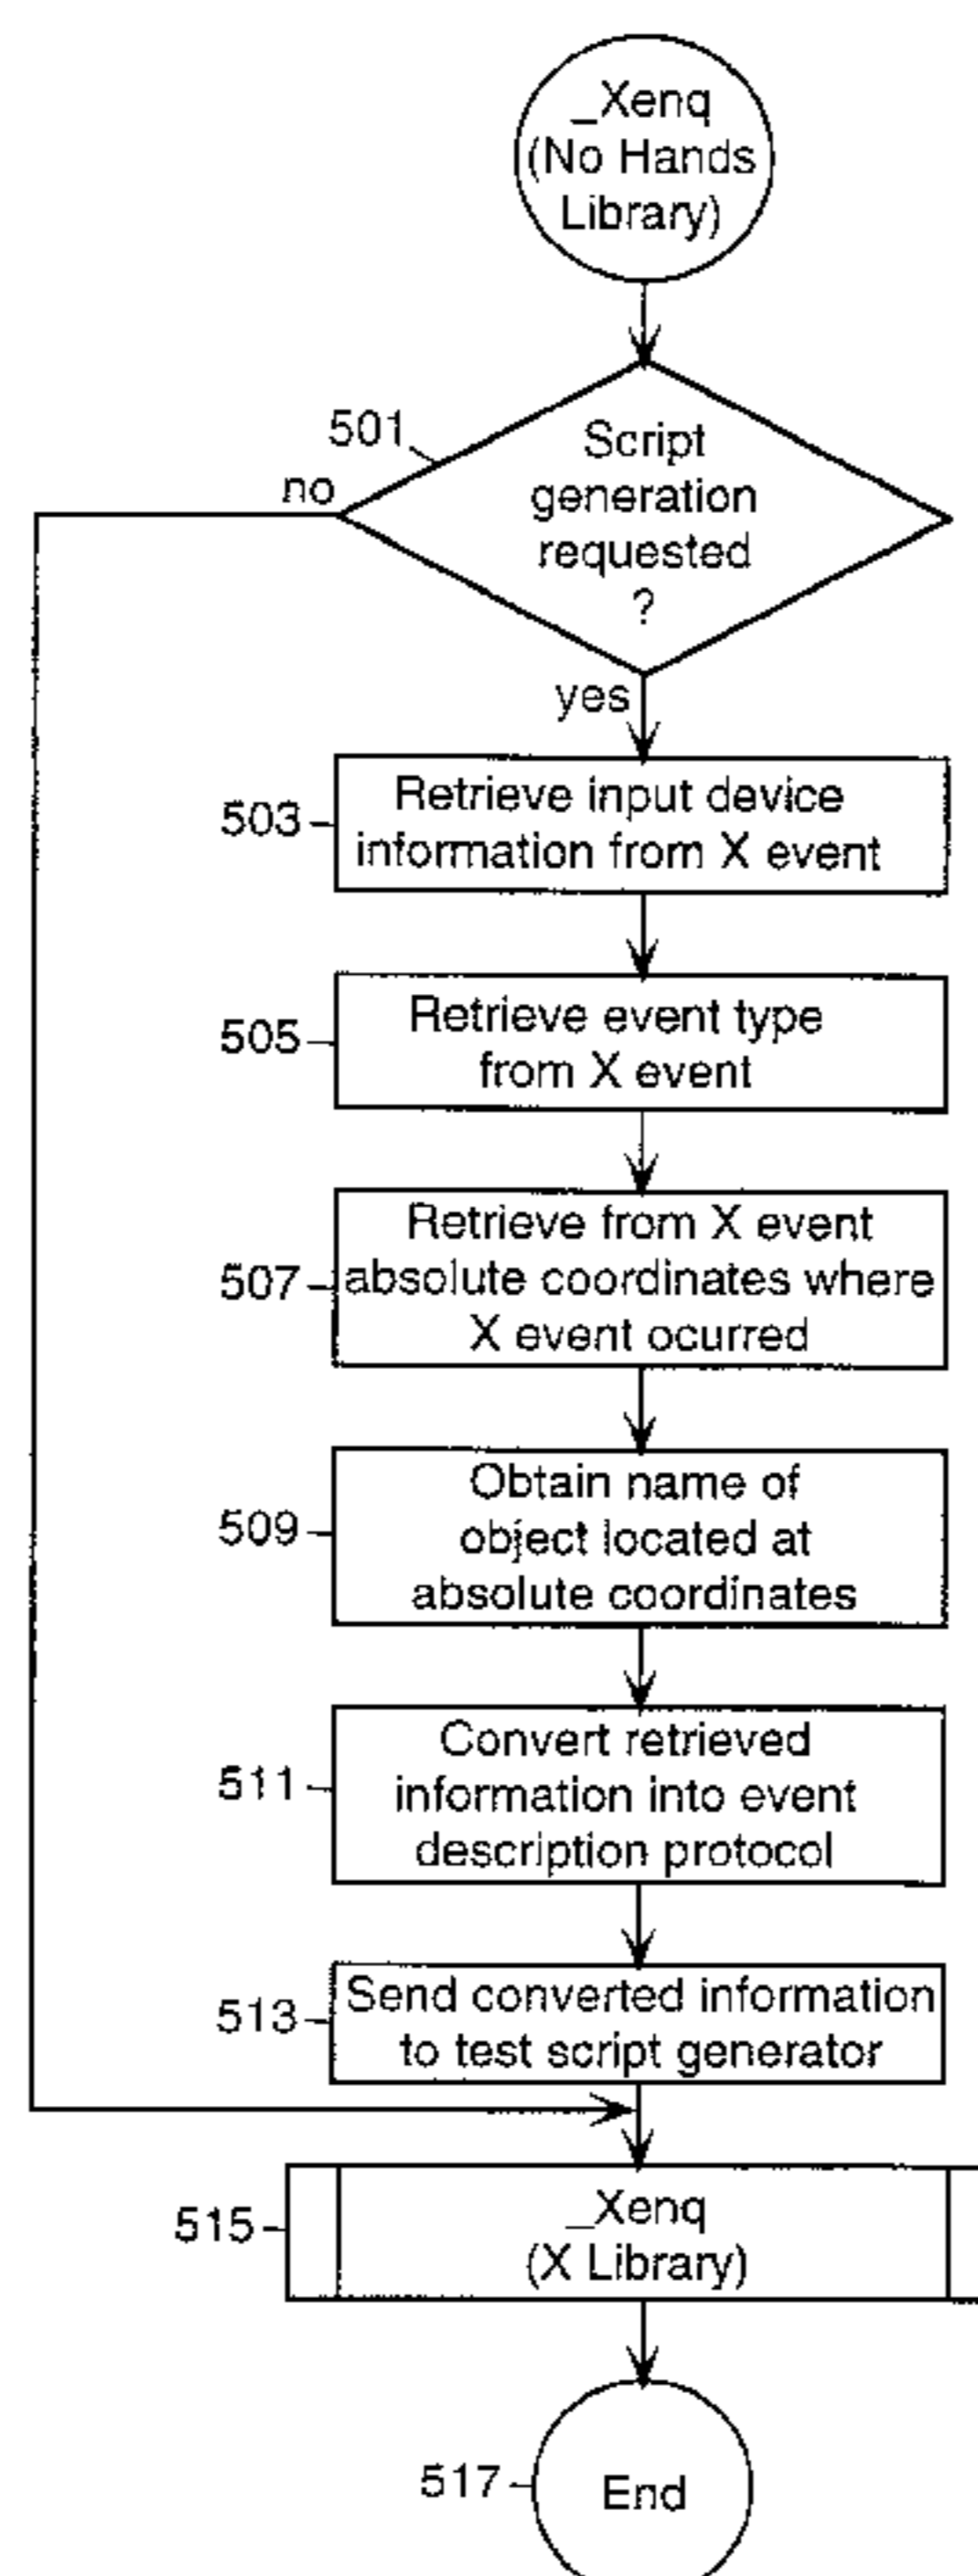 _Xenq
(No Hands
Library)
501
Script
generation
requested
?
no
yes
503
Retrieve input device
information from X event
505
Retrieve event type
from X event
507
Retrieve from X event
absolute coordinates where
X event ocurred
509
Obtain name of
object located at
absolute coordinates
511
Convert retrieved
information into event
description protocol
513
Send converted information
to test script generator
515
_Xenq
(X Library)
517
End